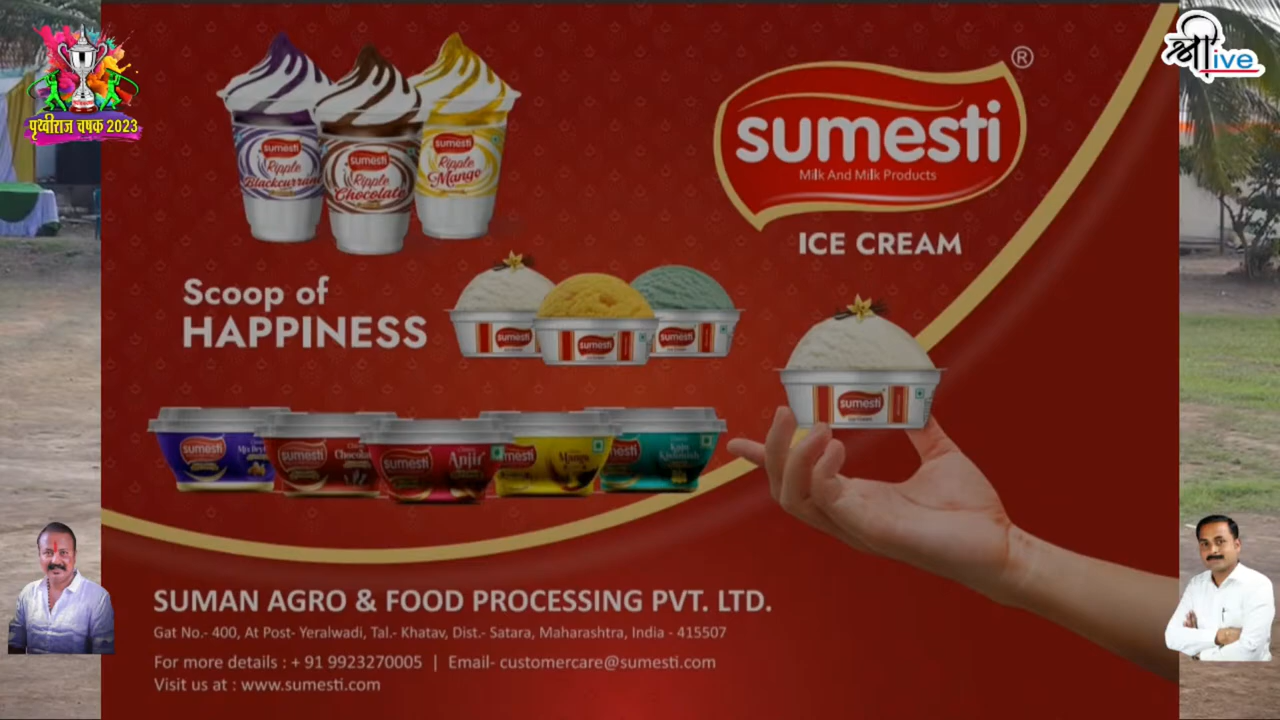 पृथ्वीराज चषक 2023
श्री live
sumesti
Ripple
Blackcurrant
sumesti
Ripple
Chocolate
sumesti
Ripple
Mango
®
sumesti
Milk And Milk Products
ICE CREAM
Scoop of
HAPPINESS
sumesti
sumesti
sumesti
sumesti
sumesti
sumesti
sumesti
Anjir
Mango
SUMAN AGRO & FOOD PROCESSING PVT. LTD.
Gat No.- 400, At Post- Yeralwadi, Tal.- Khatav, Dist.- Satara, Maharashtra, India - 415507
For more details : + 91 9923270005 | Email- customercare@sumesti.com
Visit us at : www.sumesti.com